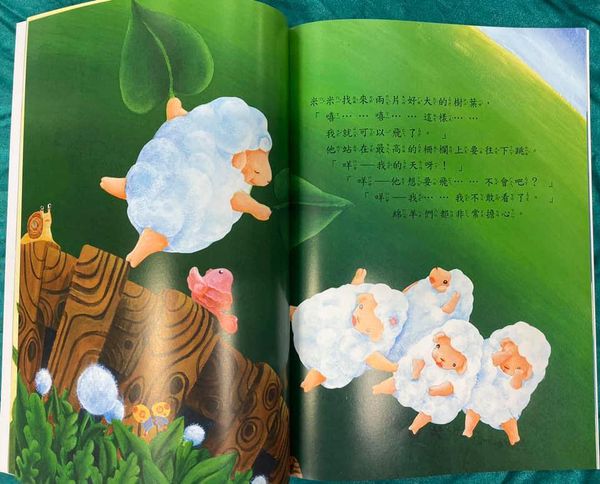 米米找來兩片好大的樹葉，
「嘻……嘻……這樣……
我就可以飛了。」
他站在最高的柵欄上要往下跳。
「咩──我的天呀！」
「咩──他想要飛……不會吧？」
「咩──我……我不敢看了。」
綿羊們都非常擔心。